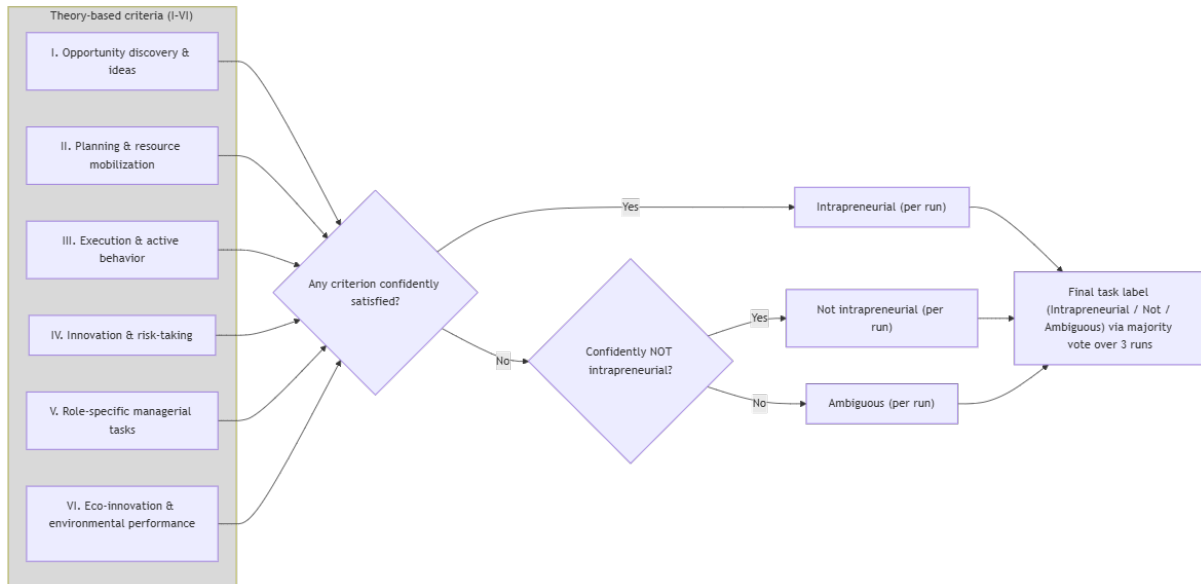 Theory-based criteria (I-VI)
I. Opportunity discovery &
ideas
II. Planning & resource
mobilization
III. Execution & active
behavior
IV. Innovation & risk-taking
V. Role-specific managerial
tasks
VI. Eco-innovation &
environmental performance
Any criterion confidently
satisfied?
Yes
No
Intrapreneurial (per run)
Confidently NOT
intrapreneurial?
Yes
No
Not intrapreneurial (per
run)
Ambiguous (per run)
Final task label
(Intrapreneurial / Not /
Ambiguous) via majority
vote over 3 runs